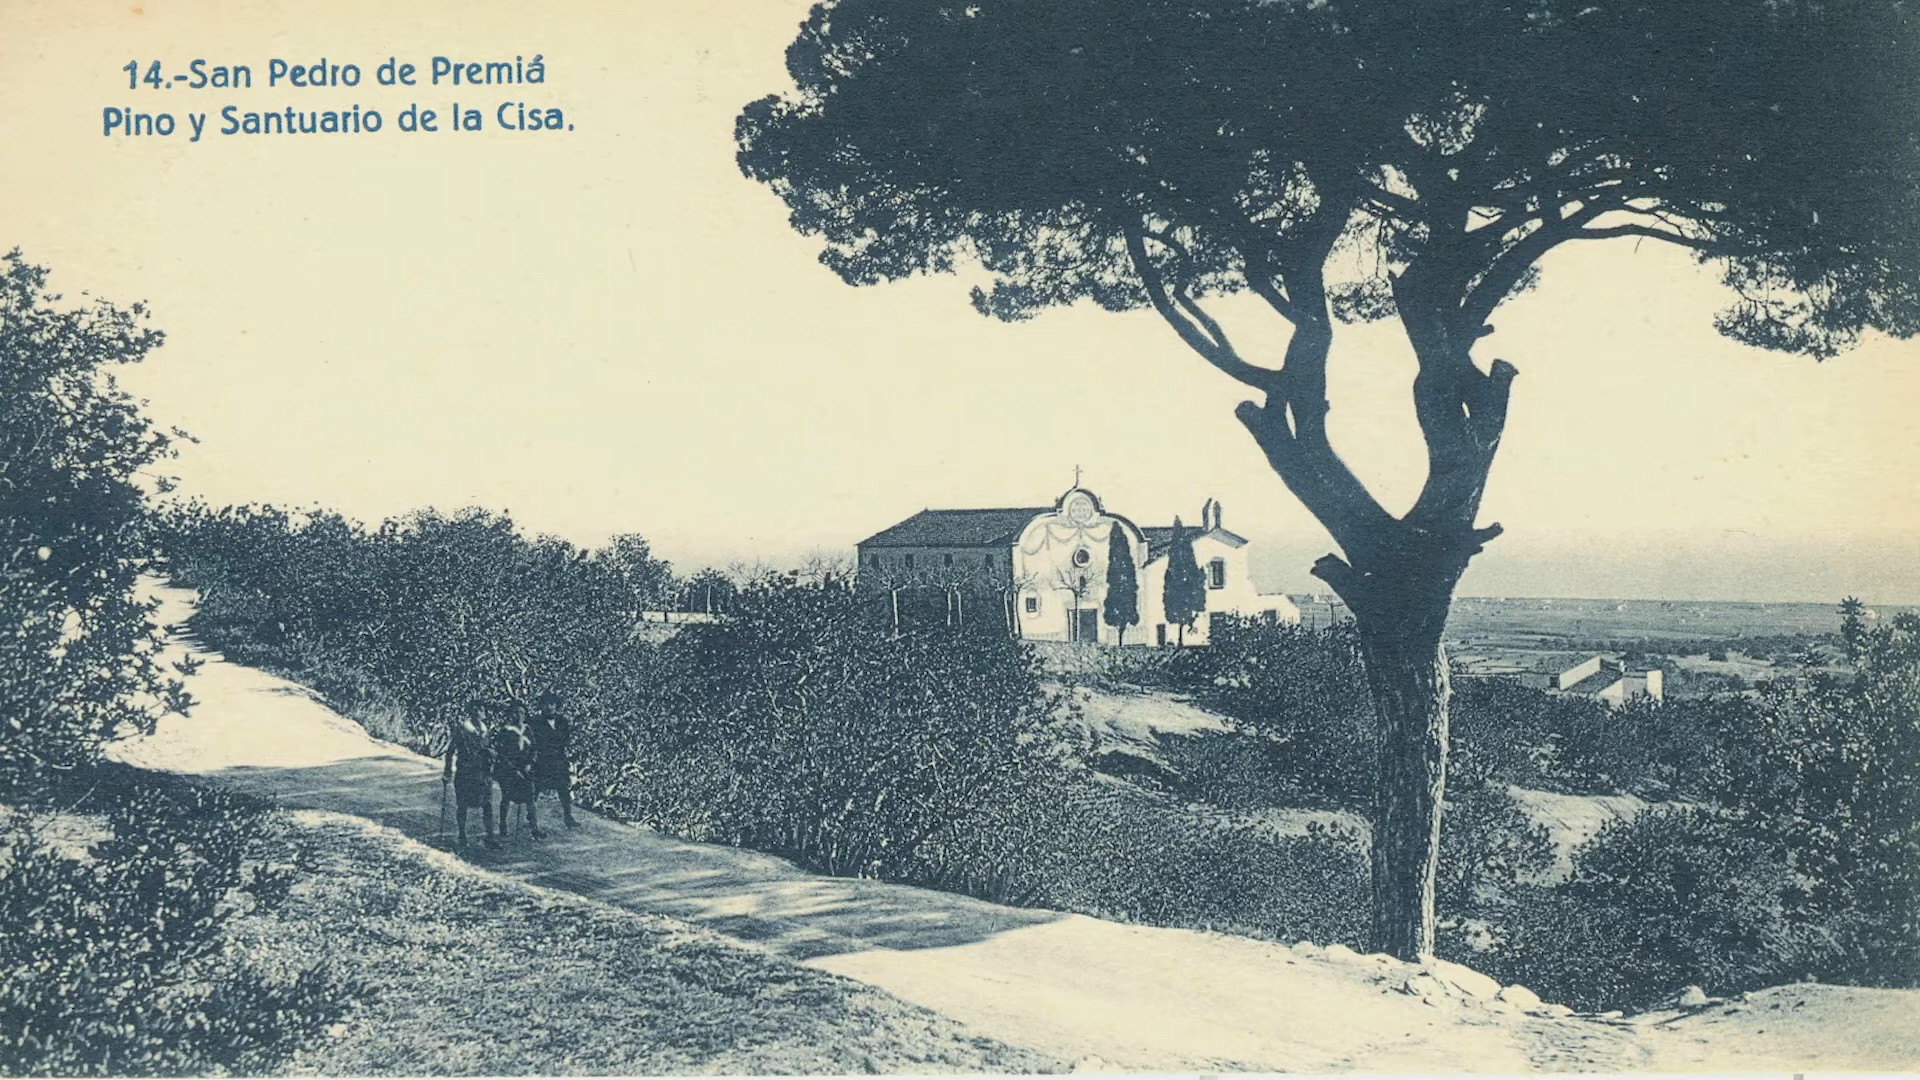 14.-San Pedro de Premiá
Pino y Santuario de la Cisa.